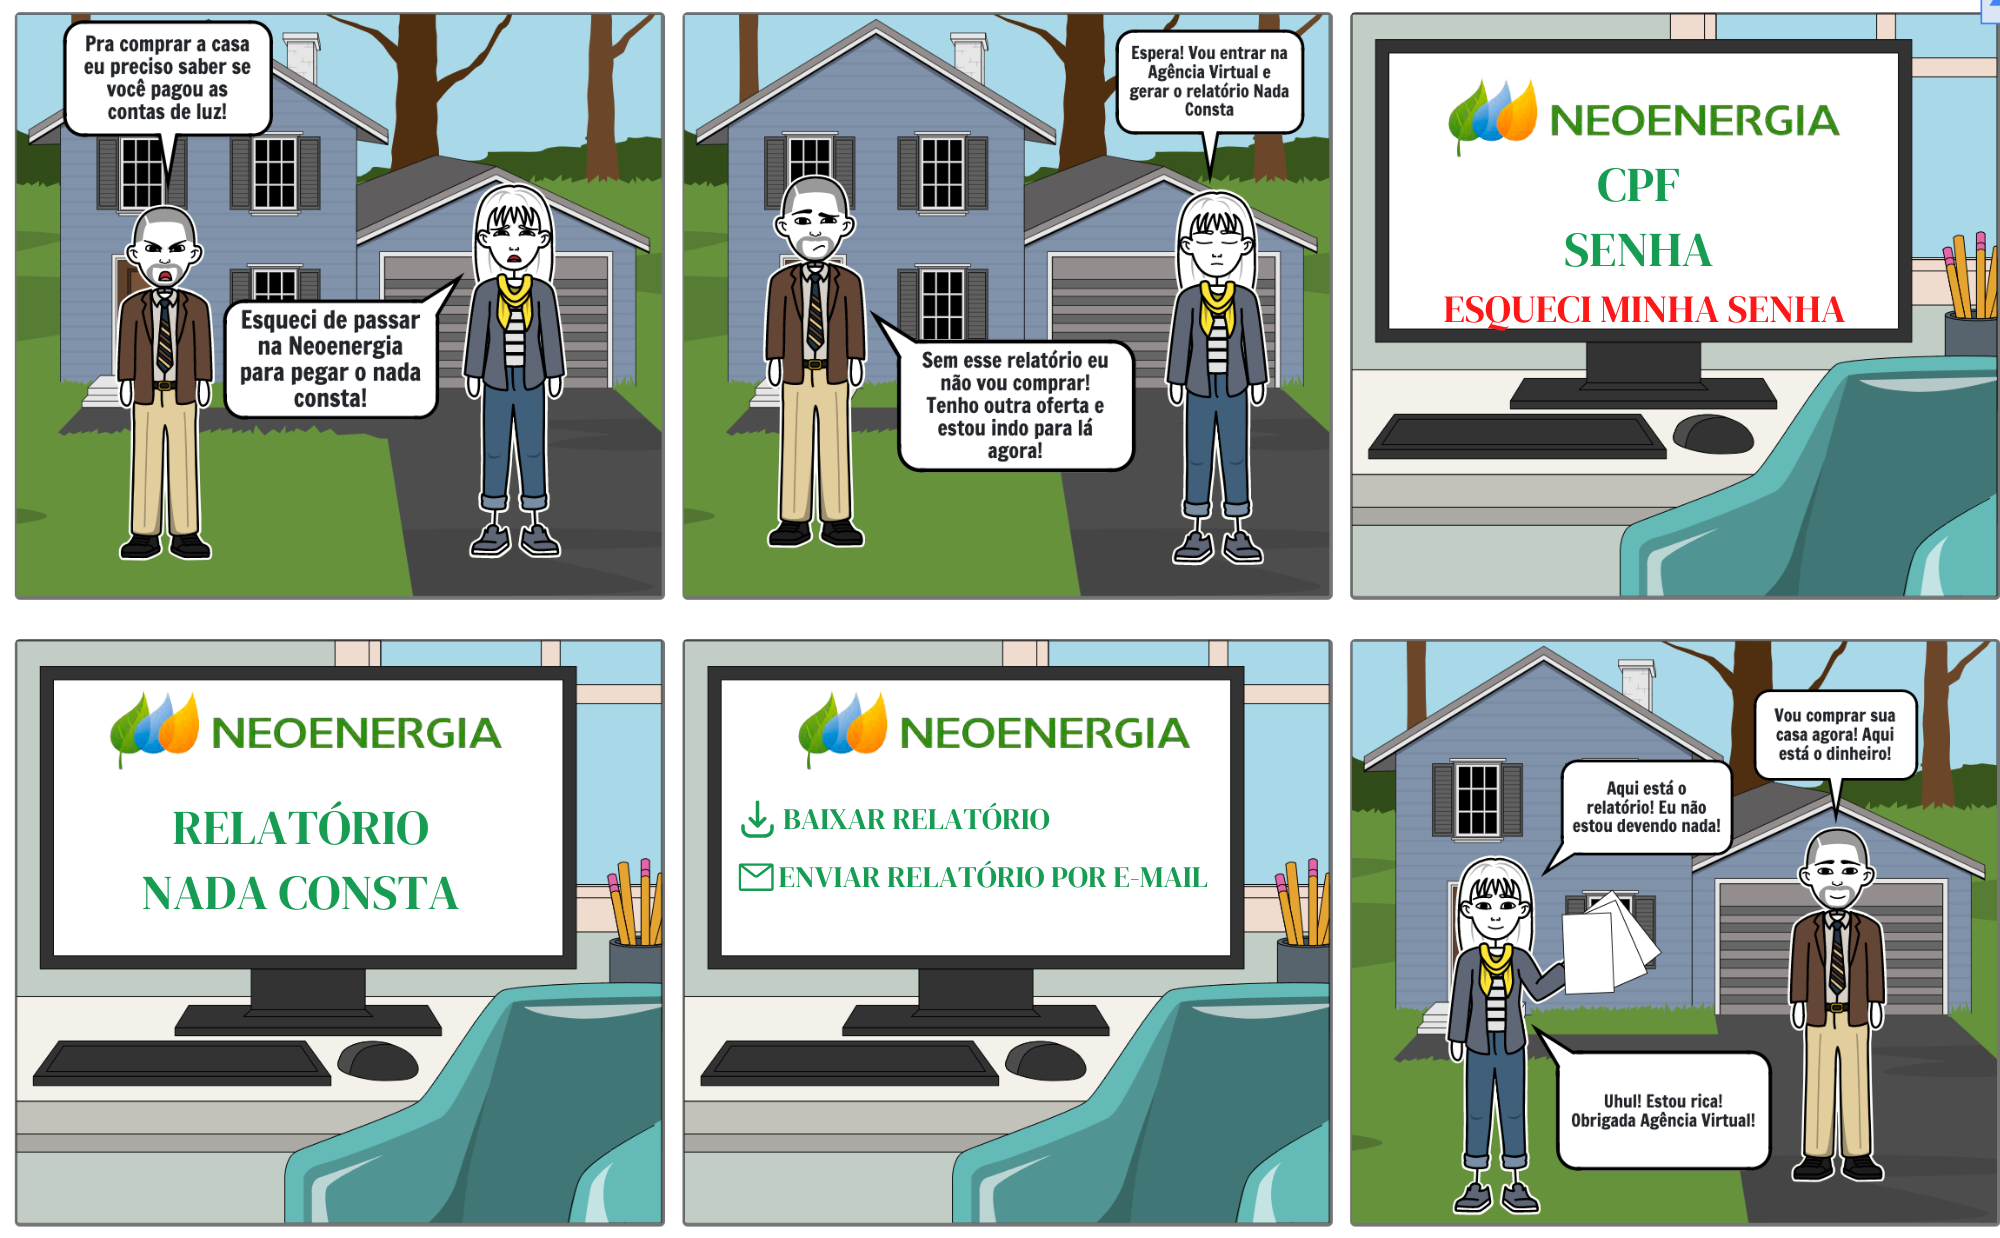 Pra comprar a casa
eu preciso saber se
você pagou as
contas de luz!
Esqueci de passar
na Neoenergia
para pegar o nada
consta!
Espera! Vou entrar na
Agência Virtual e
gerar o relatório Nada
Consta
Sem esse relatório eu
não vou comprar!
Tenho outra oferta e
estou indo para lá
agora!
NEOENERGIA
CPF
SENHA
ESQUECI MINHA SENHA
NEOENERGIA
RELATÓRIO
NADA CONSTA
NEOENERGIA
BAIXAR RELATÓRIO
ENVIAR RELATÓRIO POR E-MAIL
Aqui está o
relatório! Eu não
estou devendo nada!
Vou comprar sua
casa agora! Aqui
está o dinheiro!
Uhul! Estou rica!
Obrigada Agência Virtual!